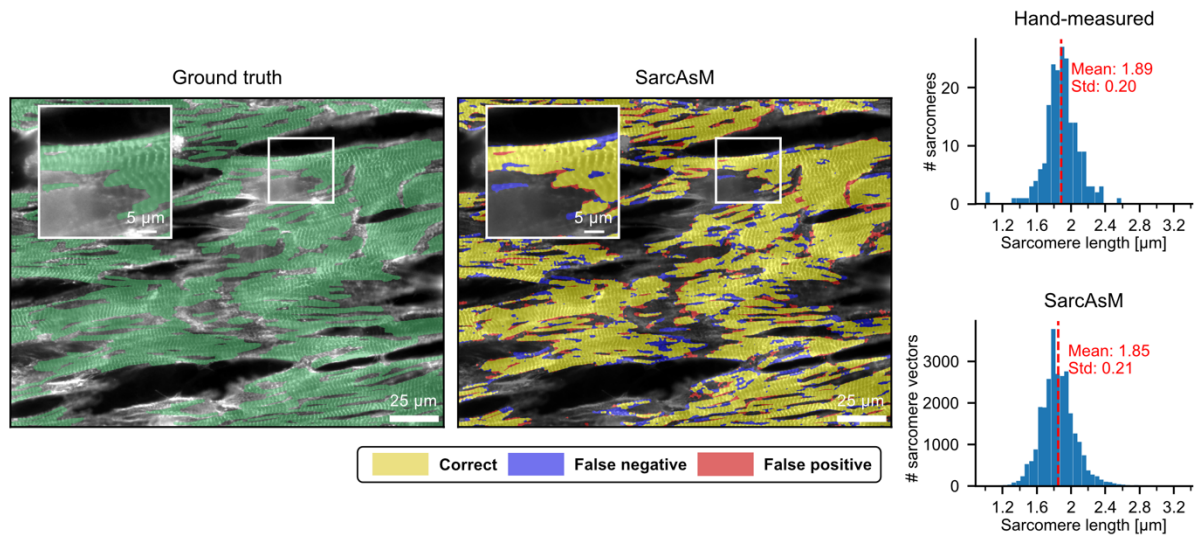 Ground truth
5 µm
25 µm
SarcAsM
5 µm
25 µm
Correct
False negative
False positive
Hand-measured
# sarcomeres
20
10
0
Mean: 1.89
Std: 0.20
1.2 1.6 2 2.4 2.8 3.2
Sarcomere length [µm]
SarcAsM
# sarcomere vectors
3000
2000
1000
0
Mean: 1.85
Std: 0.21
1.2 1.6 2 2.4 2.8 3.2
Sarcomere length [µm]